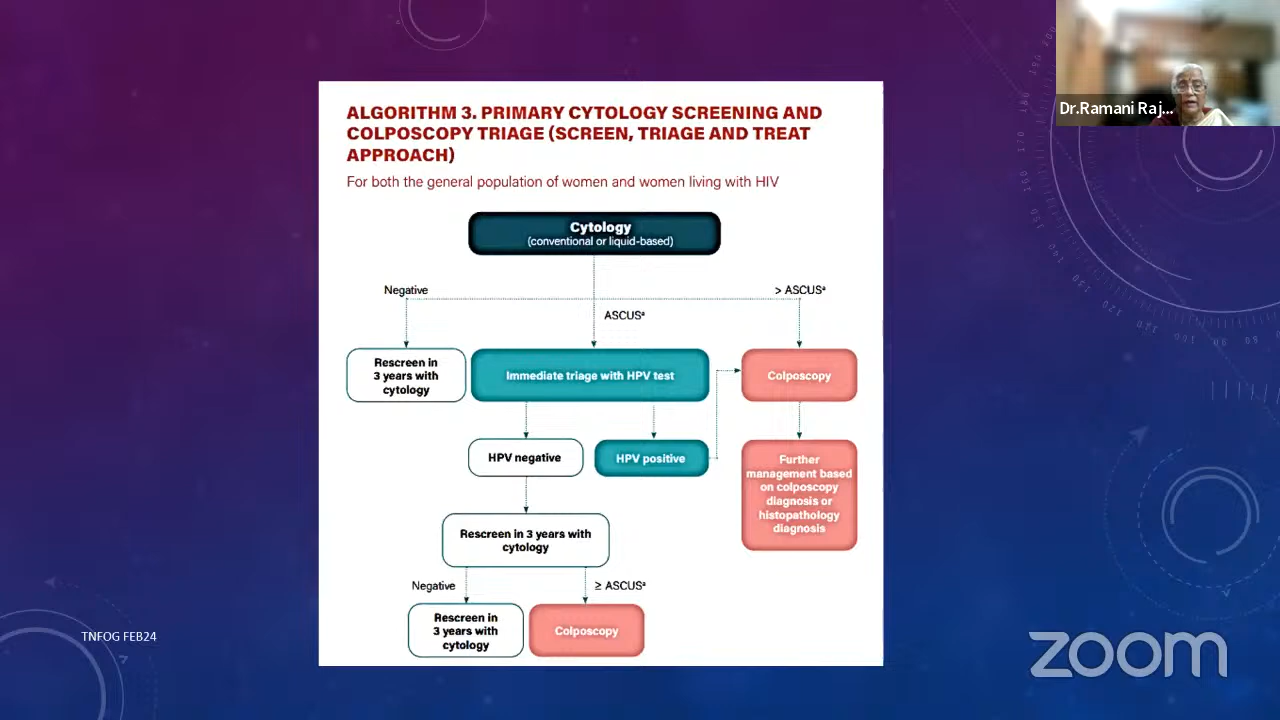 Dr.Ramani Raj...
ALGORITHM 3. PRIMARY CYTOLOGY SCREENING AND
COLPOSCOPY TRIAGE (SCREEN, TRIAGE AND TREAT
APPROACH)
For both the general population of women and women living with HIV
Cytology
(conventional or liquid-based)
Negative
> ASCUSᵃ
ASCUSᵃ
Rescreen in
3 years with
cytology
Immediate triage with HPV test
Colposcopy
HPV negative
HPV positive
Further
management based
on colposcopy
diagnosis or
histopathology
diagnosis
Rescreen in 3 years with
cytology
Negative
≥ ASCUSᵃ
Rescreen in
3 years with
cytology
Colposcopy
TNFOG FEB24
zoom